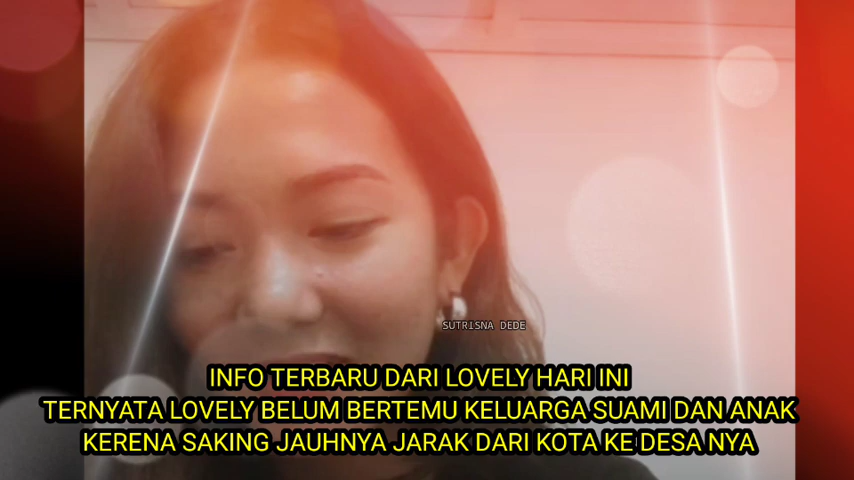 SUTRISNA DEDE
INFO TERBARU DARI LOVELY HARI INI
TERNYATA LOVELY BELUM BERTEMU KELUARGA SUAMI DAN ANAK
KERENA SAKING JAUHNYA JARAK DARI KOTA KE DESA NYA